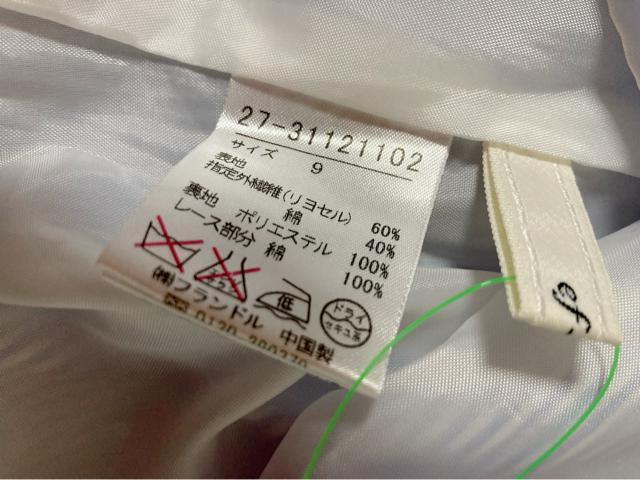 27-31121102
サイズ 9
表地
指定外繊維(リヨセル) 60%
綿 40%
裏地 ポリエステル 100%
レース部分 綿 100%
低
ドライ
セキユ系
㈱フランドル 中国製
ef